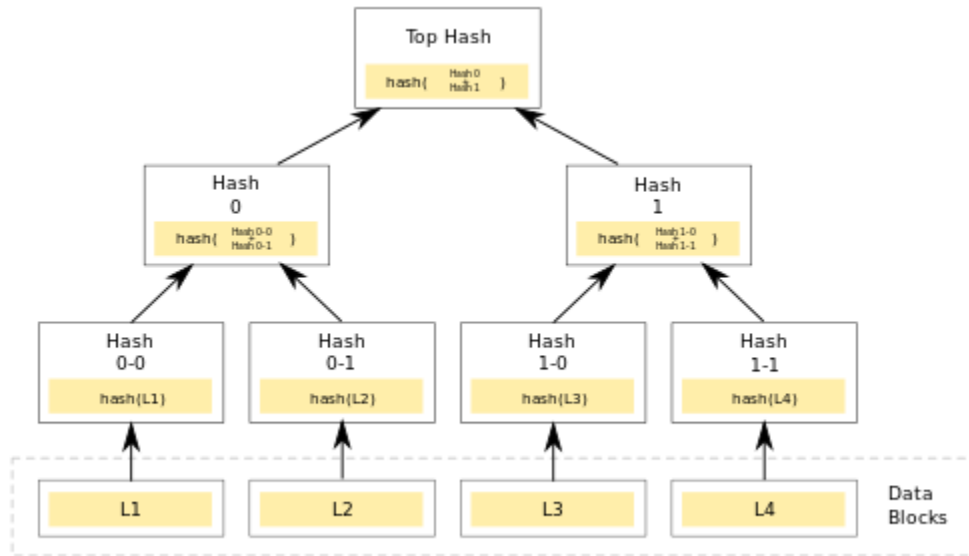 Top Hash
hash( Hash 0 + Hash 1 )
Hash
0
hash( Hash 0-0 + Hash 0-1 )
Hash
1
hash( Hash 1-0 + Hash 1-1 )
Hash
0-0
hash(L1)
Hash
0-1
hash(L2)
Hash
1-0
hash(L3)
Hash
1-1
hash(L4)
L1
L2
L3
L4
Data
Blocks